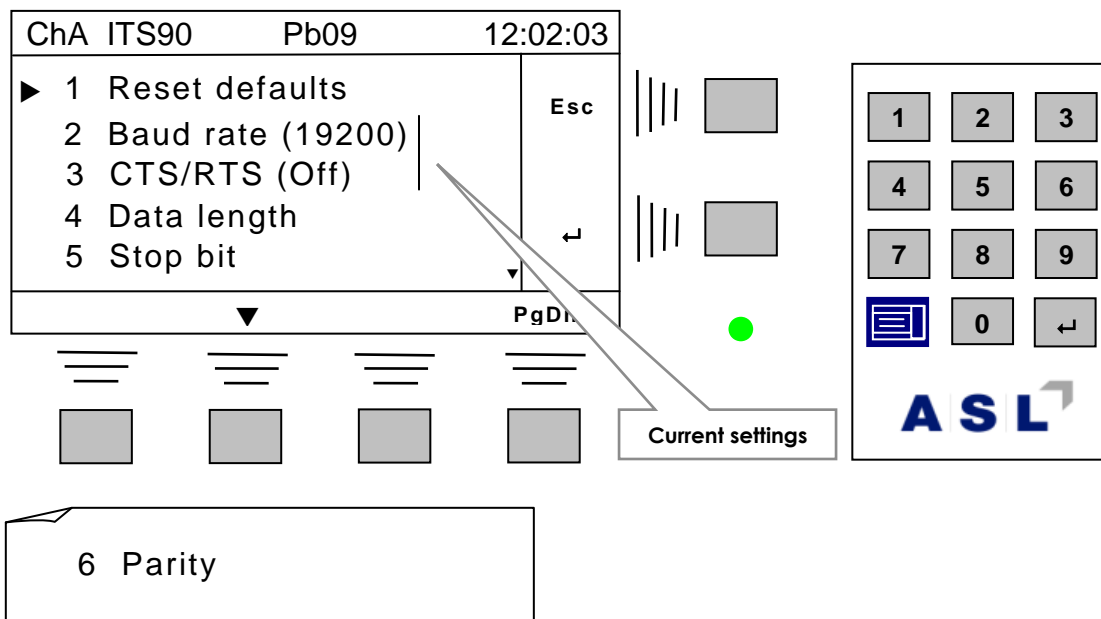 ChA ITS90 Pb09 12:02:03
▶ 1 Reset defaults
2 Baud rate (19200)
3 CTS/RTS (Off)
4 Data length
5 Stop bit
Esc
↵
▼
▼
Current settings
1 2 3
4 5 6
7 8 9
0 ↵
ASL
6 Parity